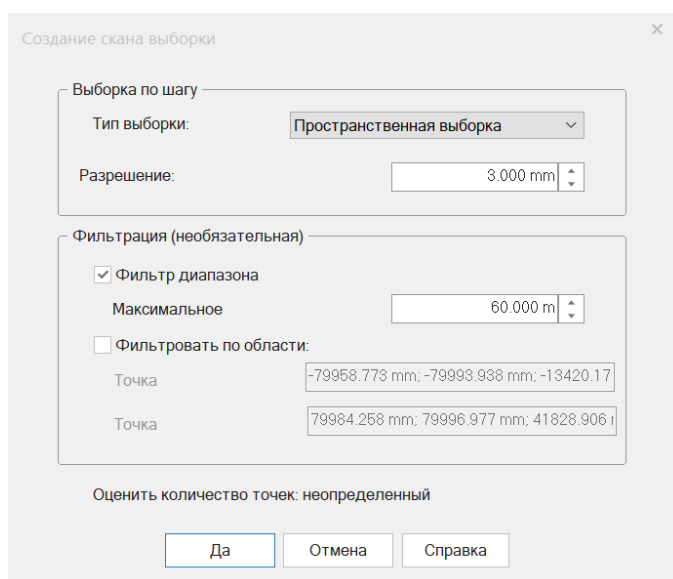 Создание скана выборки
Выборка по шагу
Тип выборки: Пространственная выборка
Разрешение: 3.000 mm
Фильтрация (необязательная)
Фильтр диапазона
Максимальное 60.000 m
Фильтровать по области:
Точка -79958.773 mm; -79993.938 mm; -13420.17
Точка 79984.258 mm; 79996.977 mm; 41828.906 r
Оценить количество точек: неопределенный
Да Отмена Справка